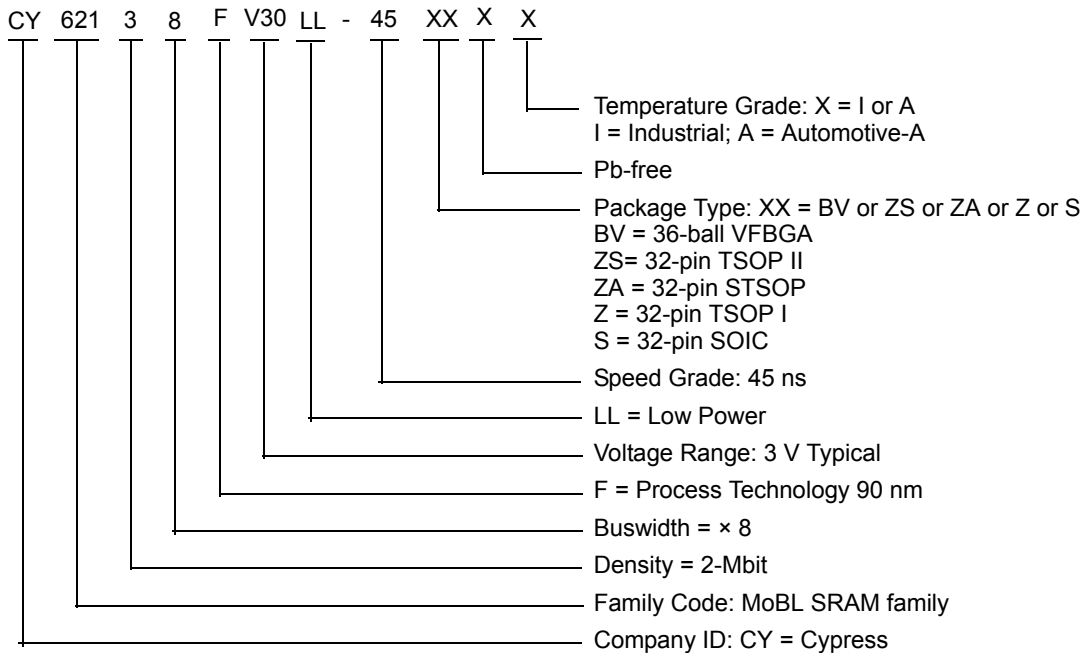 CY 621 3 8 F V30 LL - 45 XX X X
Temperature Grade: X = I or A
I = Industrial; A = Automotive-A
Pb-free
Package Type: XX = BV or ZS or ZA or Z or S
BV = 36-ball VFBGA
ZS= 32-pin TSOP II
ZA = 32-pin STSOP
Z = 32-pin TSOP I
S = 32-pin SOIC
Speed Grade: 45 ns
LL = Low Power
Voltage Range: 3 V Typical
F = Process Technology 90 nm
Buswidth = × 8
Density = 2-Mbit
Family Code: MoBL SRAM family
Company ID: CY = Cypress